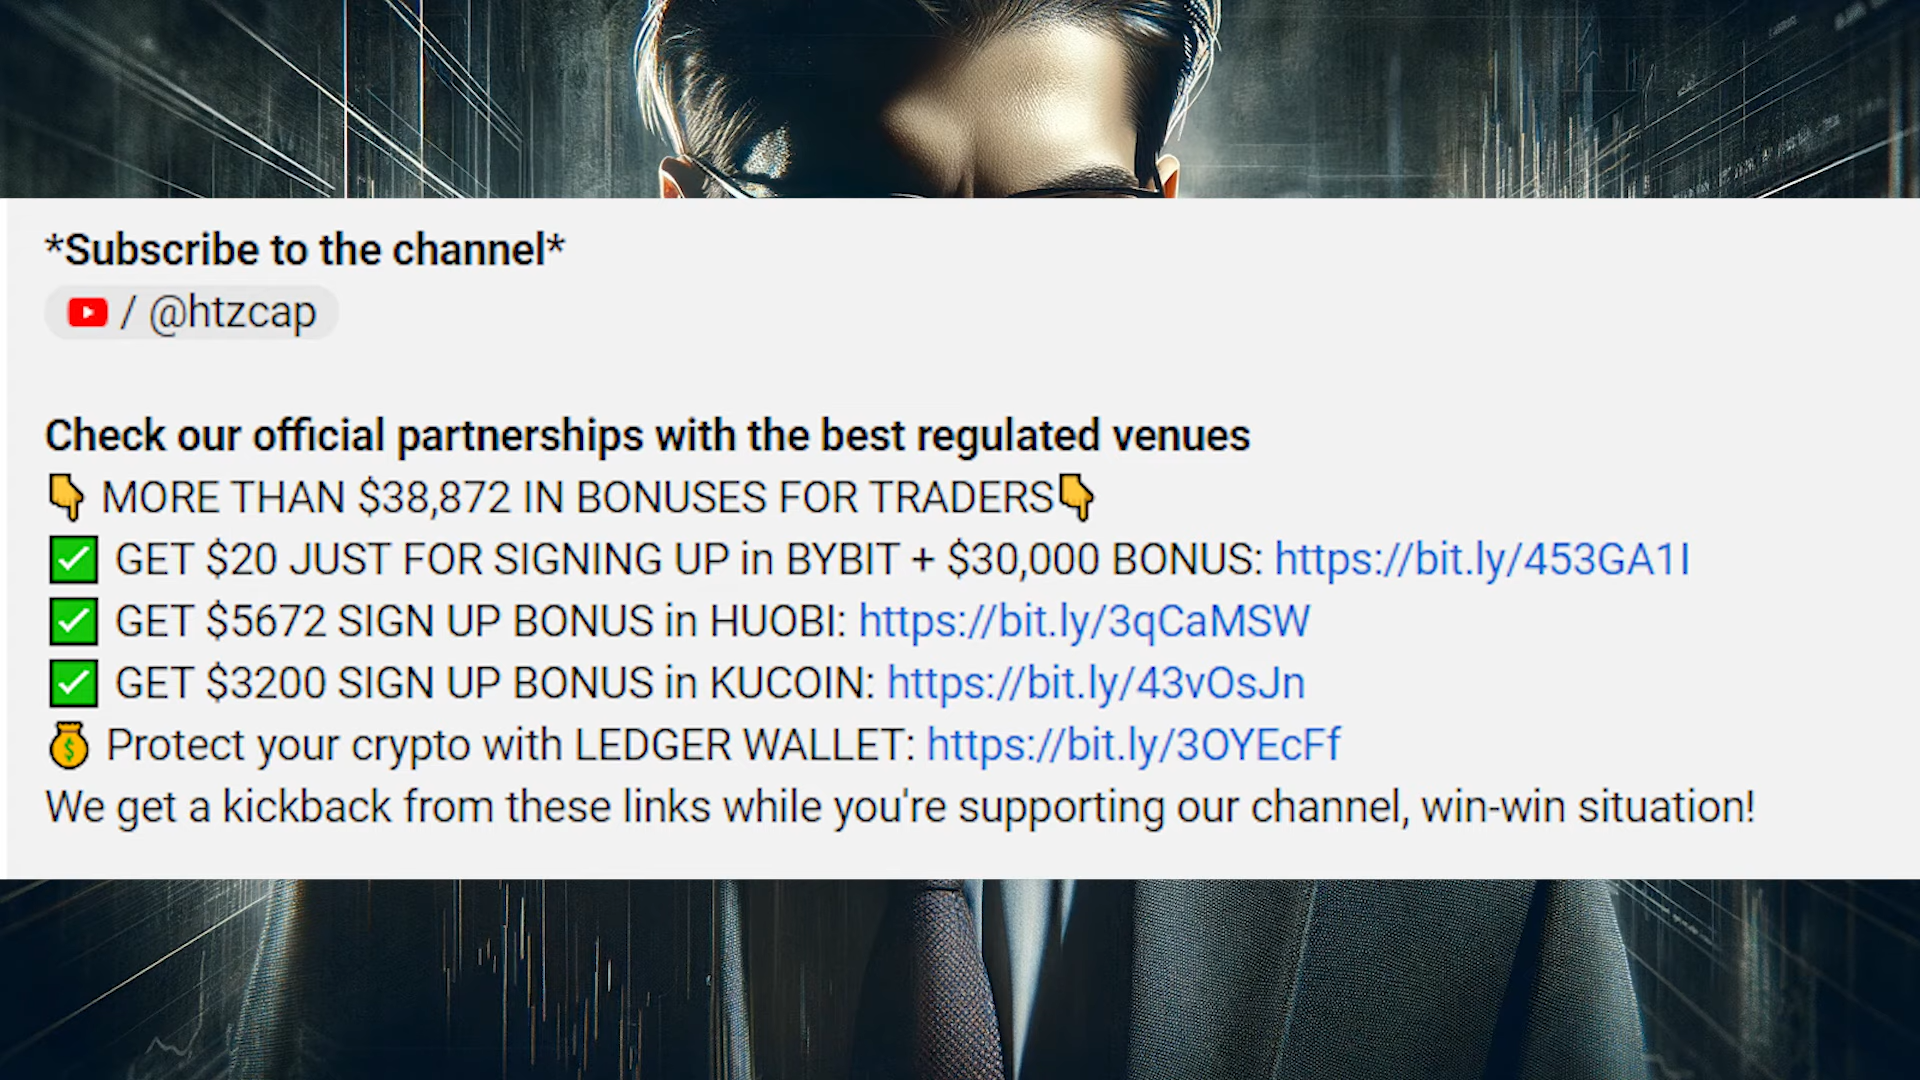 *Subscribe to the channel*
/ @htzcap
Check our official partnerships with the best regulated venues
👇 MORE THAN $38,872 IN BONUSES FOR TRADERS👇
✅ GET $20 JUST FOR SIGNING UP in BYBIT + $30,000 BONUS: https://bit.ly/453GA1I
✅ GET $5672 SIGN UP BONUS in HUOBI: https://bit.ly/3qCaMSW
✅ GET $3200 SIGN UP BONUS in KUCOIN: https://bit.ly/43vOsJn
💰 Protect your crypto with LEDGER WALLET: https://bit.ly/3OYEcFf
We get a kickback from these links while you're supporting our channel, win-win situation!